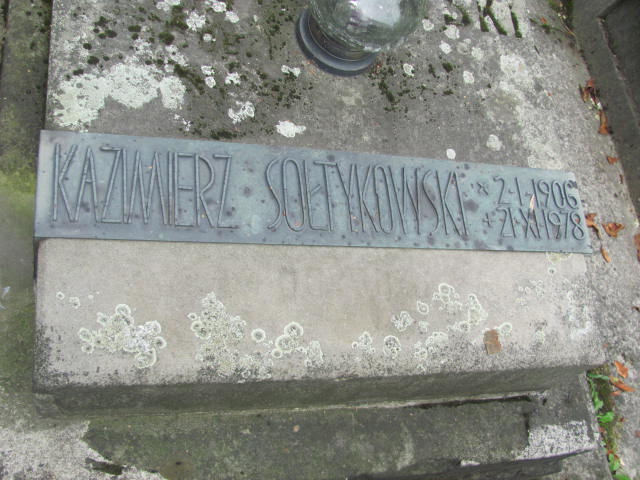 KAZIMIERZ SOŁTYKOWSKI * 2·I·1906
+ 21·XI·1978